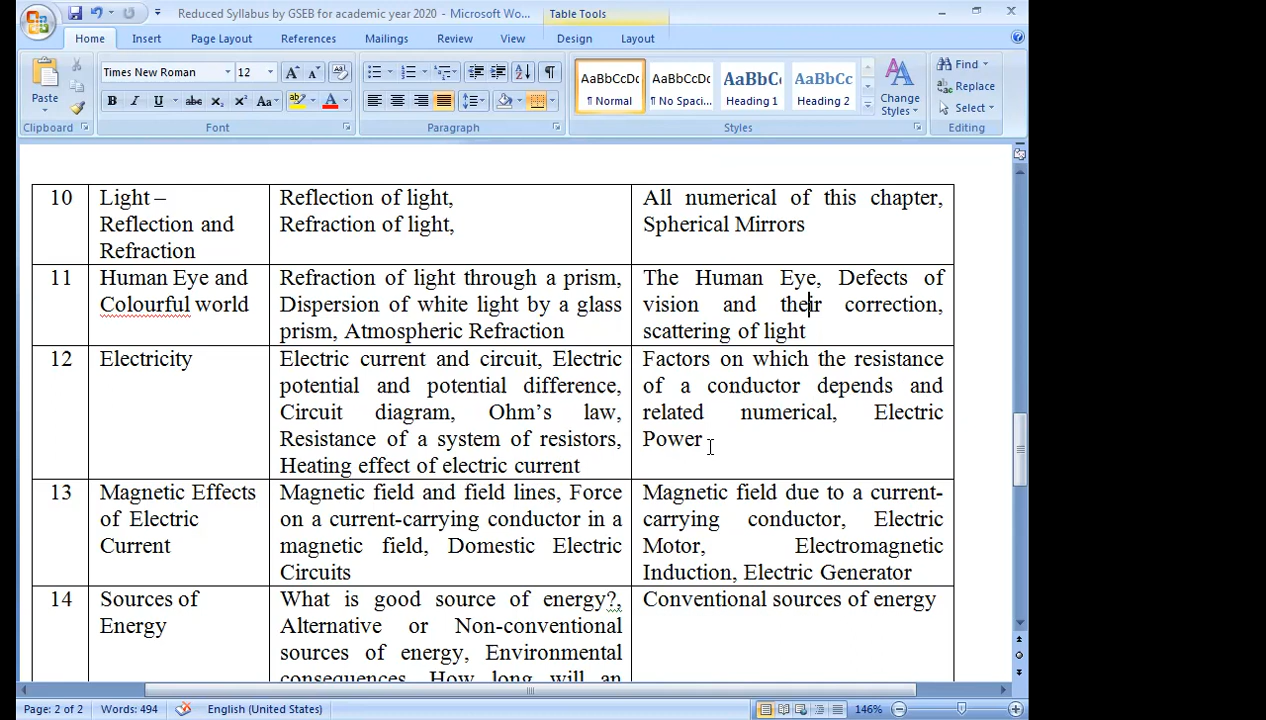 Reduced Syllabus by GSEB for academic year 2020 - Microsoft Wo...
Table Tools
Home Insert Page Layout References Mailings Review View Design Layout
Paste
Clipboard
Times New Roman 12
Font
Paragraph
AaBbCcDc AaBbCcDc AaBbC AaBbCc
¶ Normal ¶ No Spaci... Heading 1 Heading 2
Change
Styles
Styles
Find
Replace
Select
Editing
10
Light –
Reflection and
Refraction
Reflection of light,
Refraction of light,
All numerical of this chapter,
Spherical Mirrors
11
Human Eye and
Colourful world
Refraction of light through a prism,
Dispersion of white light by a glass
prism, Atmospheric Refraction
The Human Eye, Defects of
vision and their correction,
scattering of light
12
Electricity
Electric current and circuit, Electric
potential and potential difference,
Circuit diagram, Ohm’s law,
Resistance of a system of resistors,
Heating effect of electric current
Factors on which the resistance
of a conductor depends and
related numerical, Electric
Power
13
Magnetic Effects
of Electric
Current
Magnetic field and field lines, Force
on a current-carrying conductor in a
magnetic field, Domestic Electric
Circuits
Magnetic field due to a current-
carrying conductor, Electric
Motor, Electromagnetic
Induction, Electric Generator
14
Sources of
Energy
What is good source of energy?,
Alternative or Non-conventional
sources of energy, Environmental
consequences, How long will an
Conventional sources of energy
Page: 2 of 2 Words: 494 English (United States) 146%